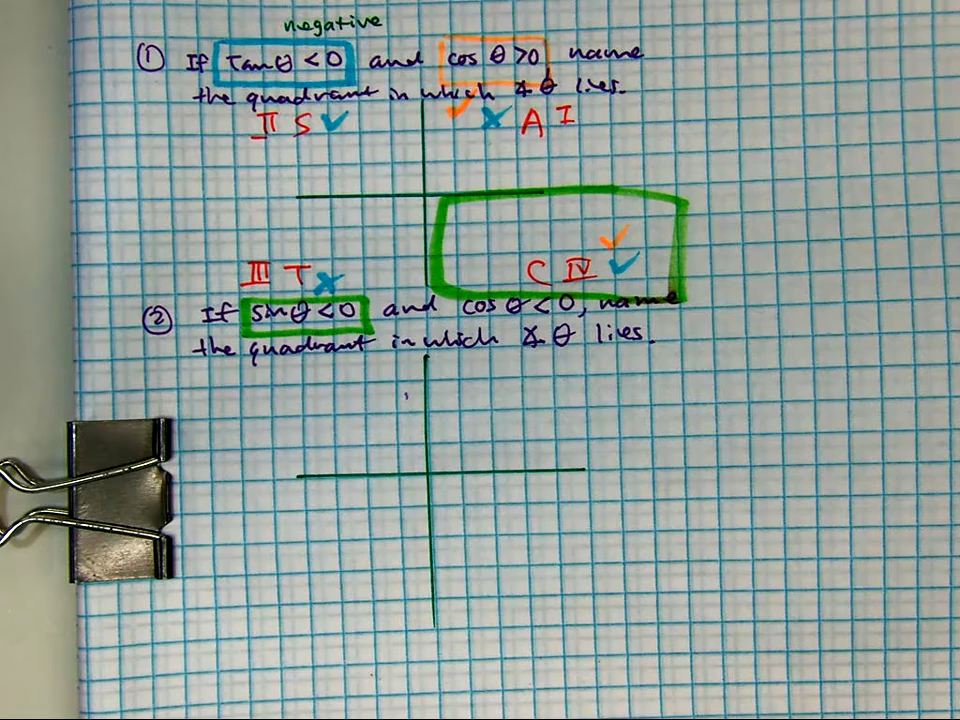 negative
① If Tan θ < 0 and cos θ > 0 name
the quadrant in which ∡ θ lies.
II S ✓ ✓ × A I
III T × C IV ✓ ✓
② If sin θ < 0 and cos θ < 0, name
the quadrant in which ∡ θ lies.